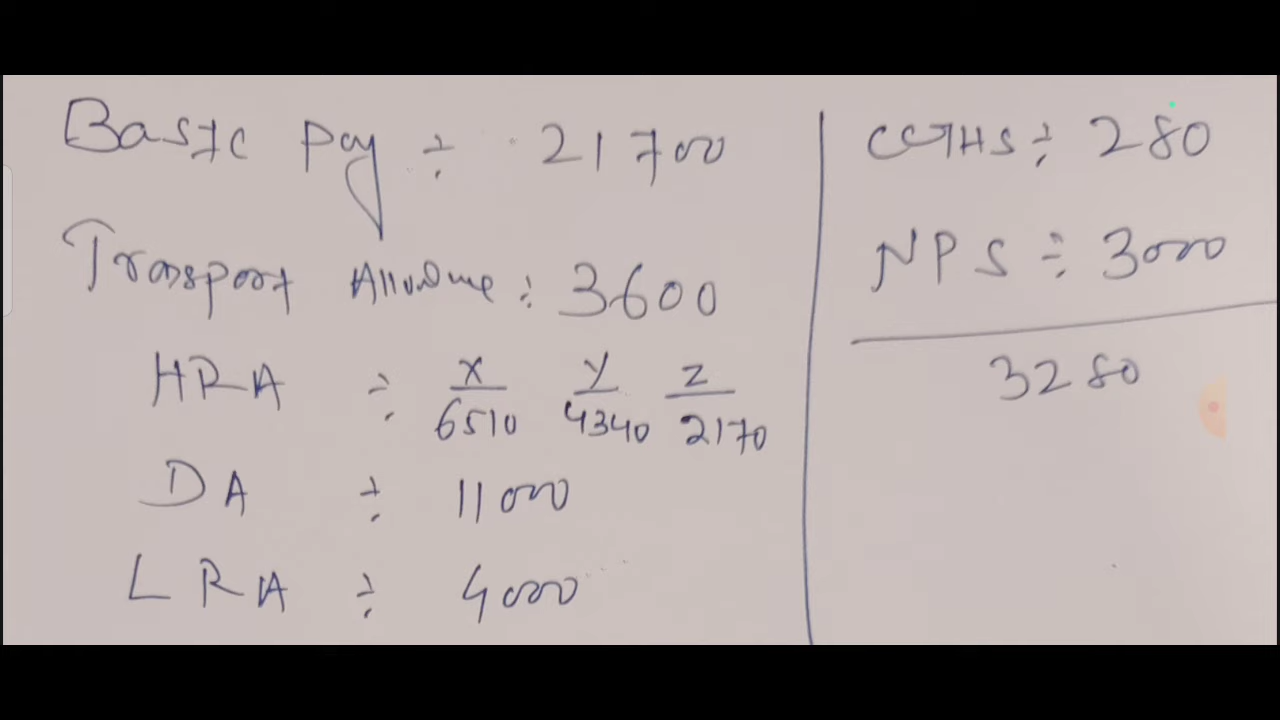 Basic Pay ÷ 21700
Transport Allowance : 3600
HRA ÷ X/6510 Y/4340 Z/2170
DA ÷ 11000
LRA ÷ 4000
CGHS ÷ 280
NPS ÷ 3000
3280